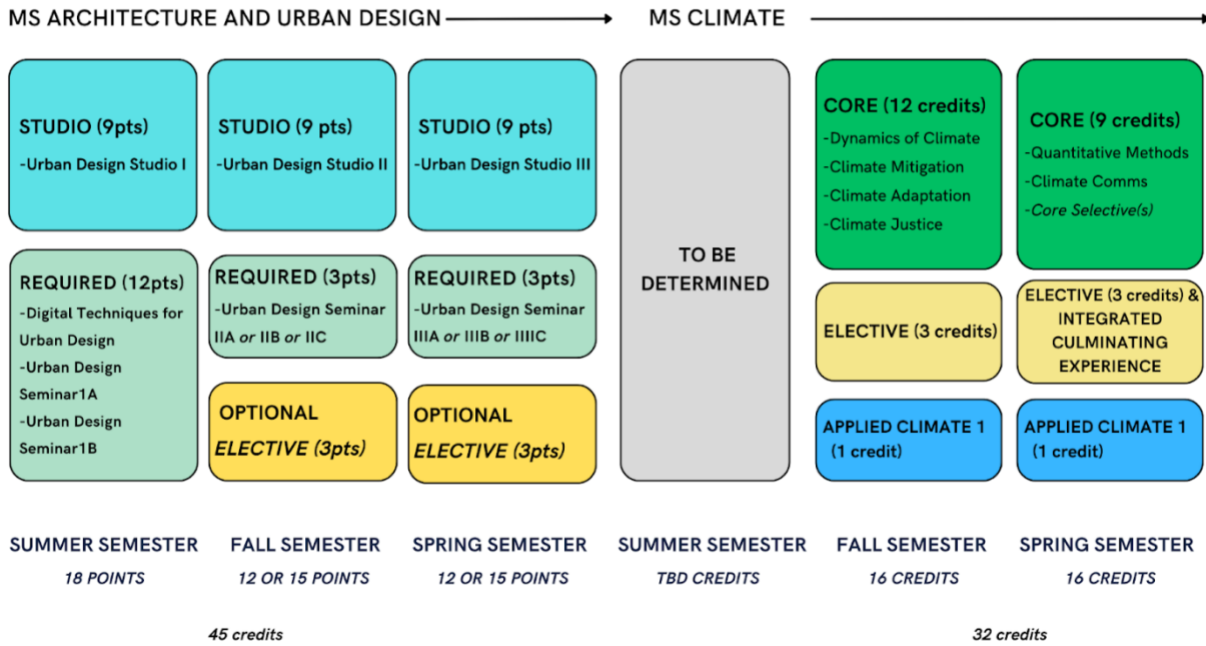 MS ARCHITECTURE AND URBAN DESIGN
MS CLIMATE
STUDIO (9pts)
-Urban Design Studio I
REQUIRED (12pts)
-Digital Techniques for
Urban Design
-Urban Design
Seminar1A
-Urban Design
Seminar1B
SUMMER SEMESTER
18 POINTS
STUDIO (9 pts)
-Urban Design Studio II
REQUIRED (3pts)
-Urban Design Seminar
IIA or IIB or IIC
OPTIONAL
ELECTIVE (3pts)
FALL SEMESTER
12 OR 15 POINTS
STUDIO (9 pts)
-Urban Design Studio III
REQUIRED (3pts)
-Urban Design Seminar
IIIA or IIIB or IIIIC
OPTIONAL
ELECTIVE (3pts)
SPRING SEMESTER
12 OR 15 POINTS
45 credits
TO BE
DETERMINED
SUMMER SEMESTER
TBD CREDITS
CORE (12 credits)
-Dynamics of Climate
-Climate Mitigation
-Climate Adaptation
-Climate Justice
ELECTIVE (3 credits)
APPLIED CLIMATE 1
(1 credit)
FALL SEMESTER
16 CREDITS
CORE (9 credits)
-Quantitative Methods
-Climate Comms
-Core Selective(s)
ELECTIVE (3 credits) &
INTEGRATED
CULMINATING
EXPERIENCE
APPLIED CLIMATE 1
(1 credit)
SPRING SEMESTER
16 CREDITS
32 credits